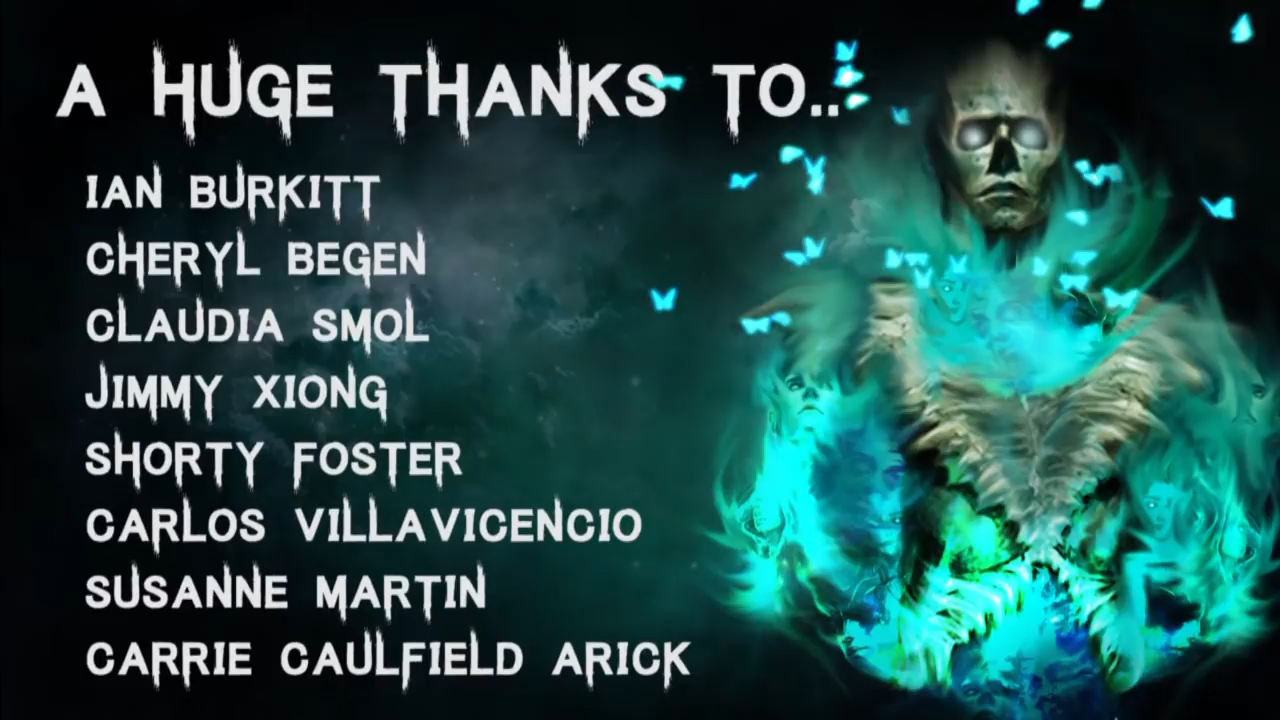 A HUGE THANKS TO..
IAN BURKITT
CHERYL BEGEN
CLAUDIA SMOL
JIMMY XIONG
SHORTY FOSTER
CARLOS VILLAVICENCIO
SUSANNE MARTIN
CARRIE CAULFIELD ARICK